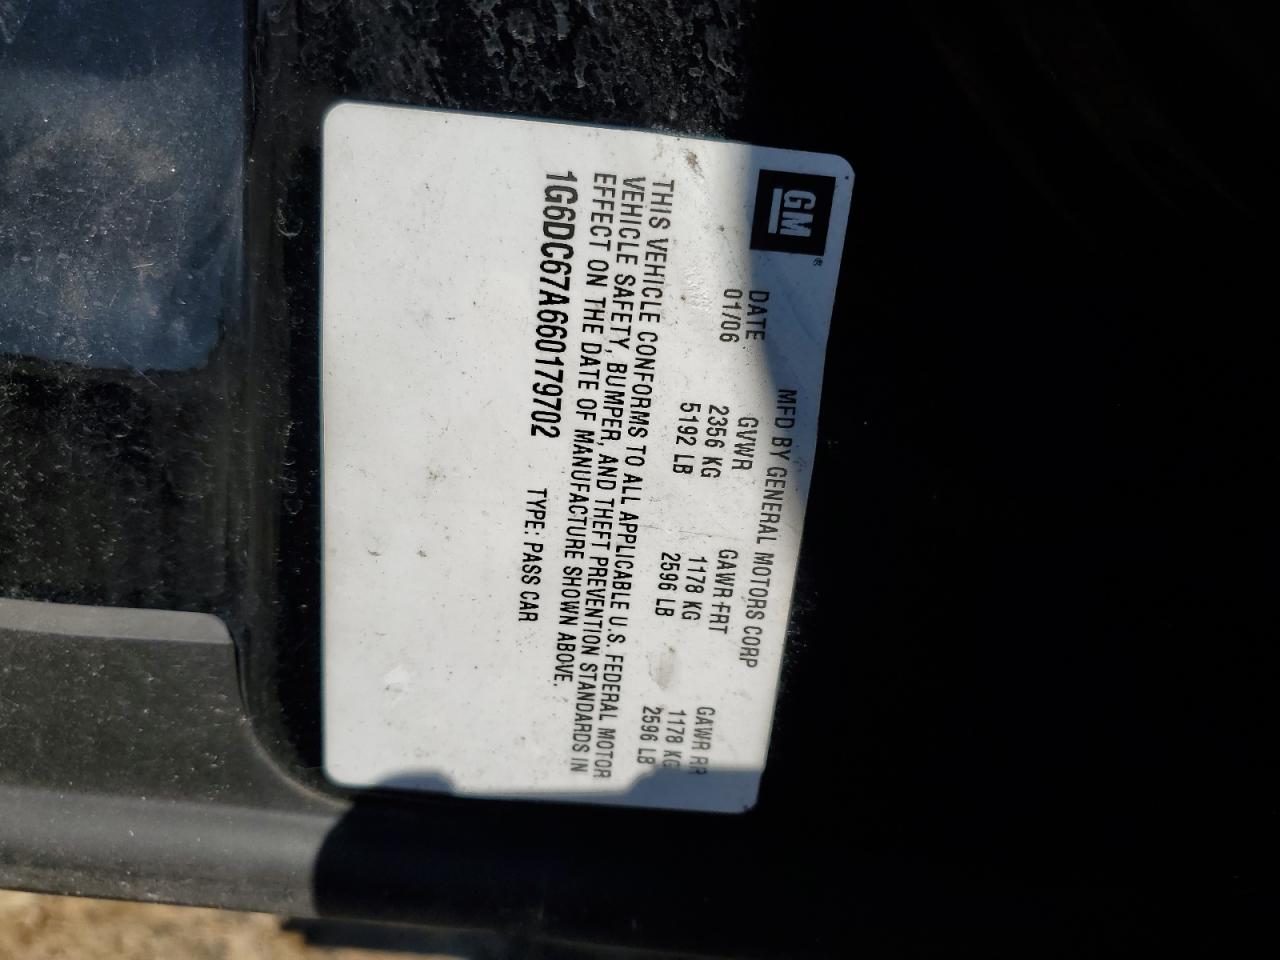 GM®
MFD BY GENERAL MOTORS CORP
DATE GVWR GAWR FRT GAWR RR
01/06 2356 KG 1178 KG 1178 KG
5192 LB 2596 LB 2596 LB
THIS VEHICLE CONFORMS TO ALL APPLICABLE U.S. FEDERAL MOTOR
VEHICLE SAFETY, BUMPER, AND THEFT PREVENTION STANDARDS IN
EFFECT ON THE DATE OF MANUFACTURE SHOWN ABOVE.
1G6DC67A660179702 TYPE: PASS CAR